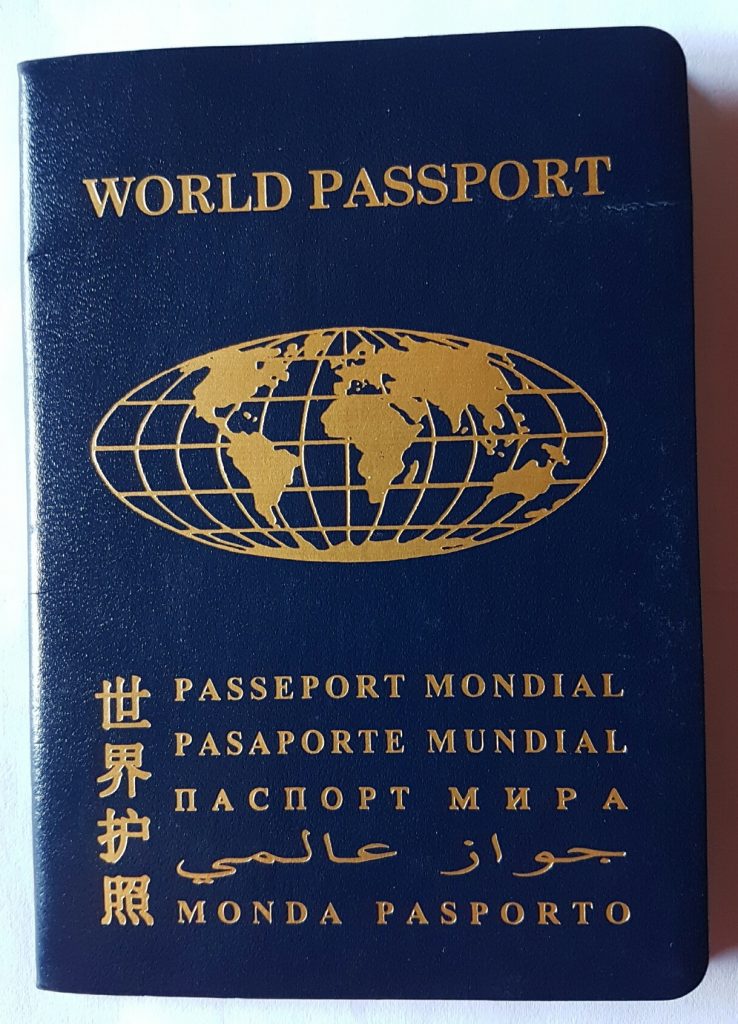 WORLD PASSPORT
世界护照
PASSEPORT MONDIAL
PASAPORTE MUNDIAL
ПАСПОРТ МИРА
جواز عالمي
MONDA PASPORTO